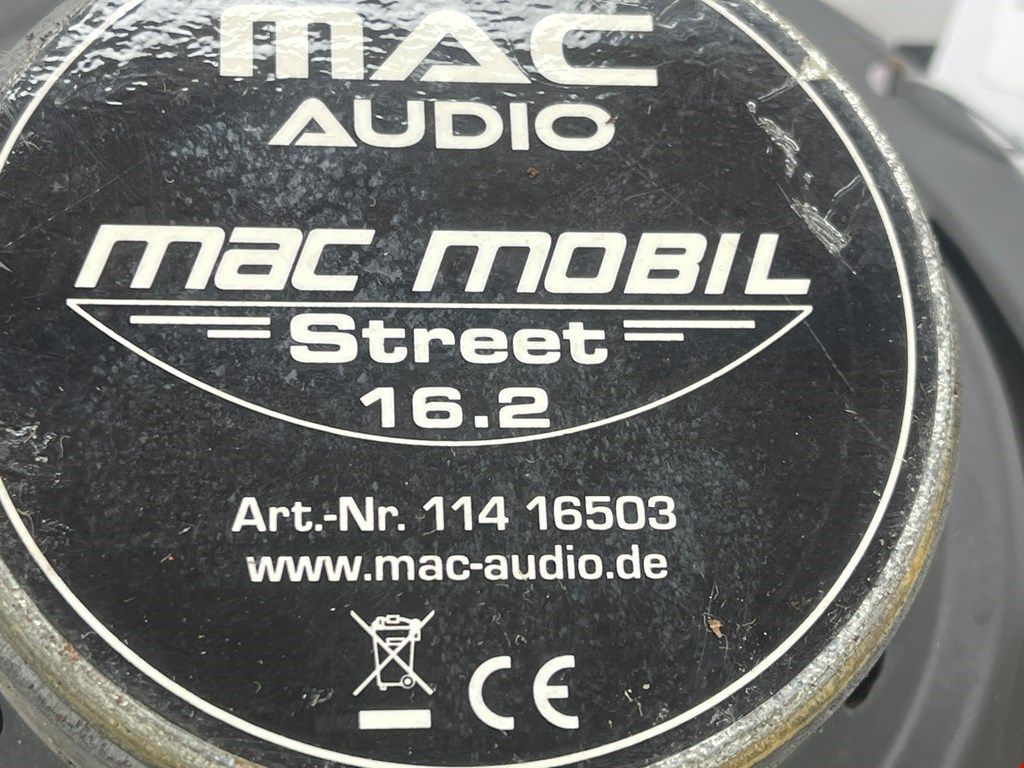 MAC
AUDIO
mac mobil
Street
16.2
Art.-Nr. 114 16503
www.mac-audio.de
CE